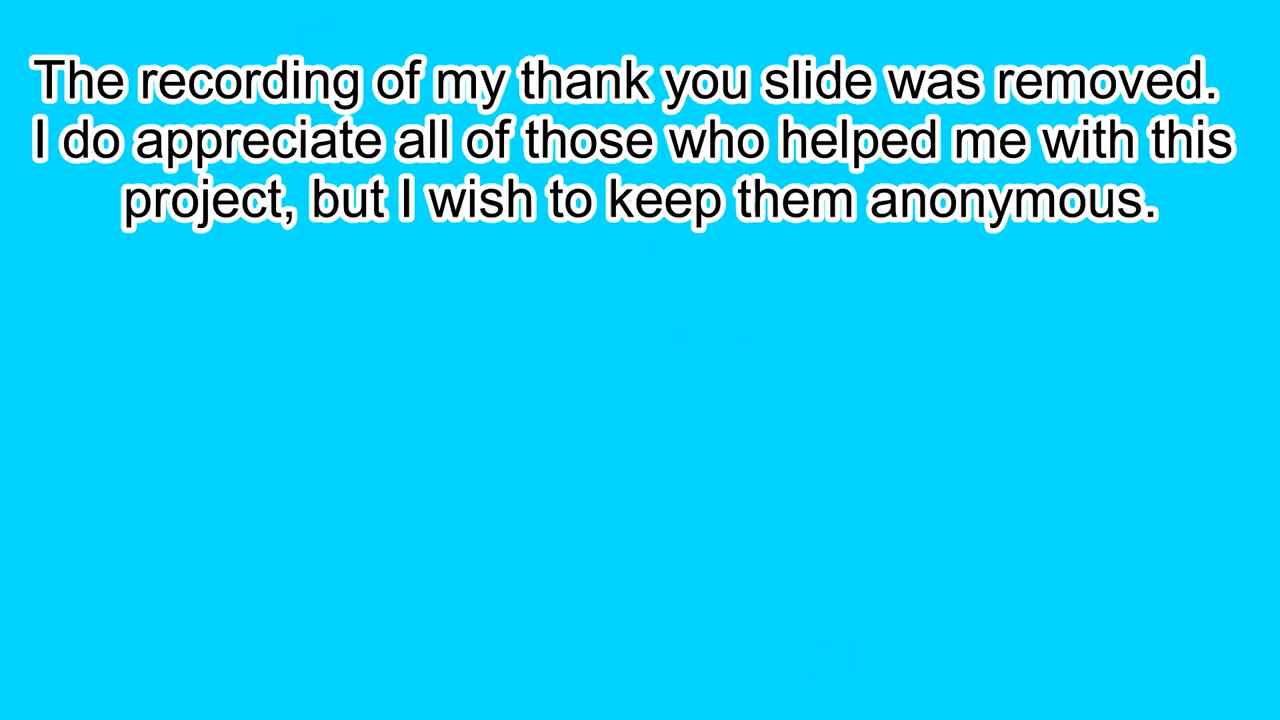 The recording of my thank you slide was removed.
I do appreciate all of those who helped me with this
project, but I wish to keep them anonymous.